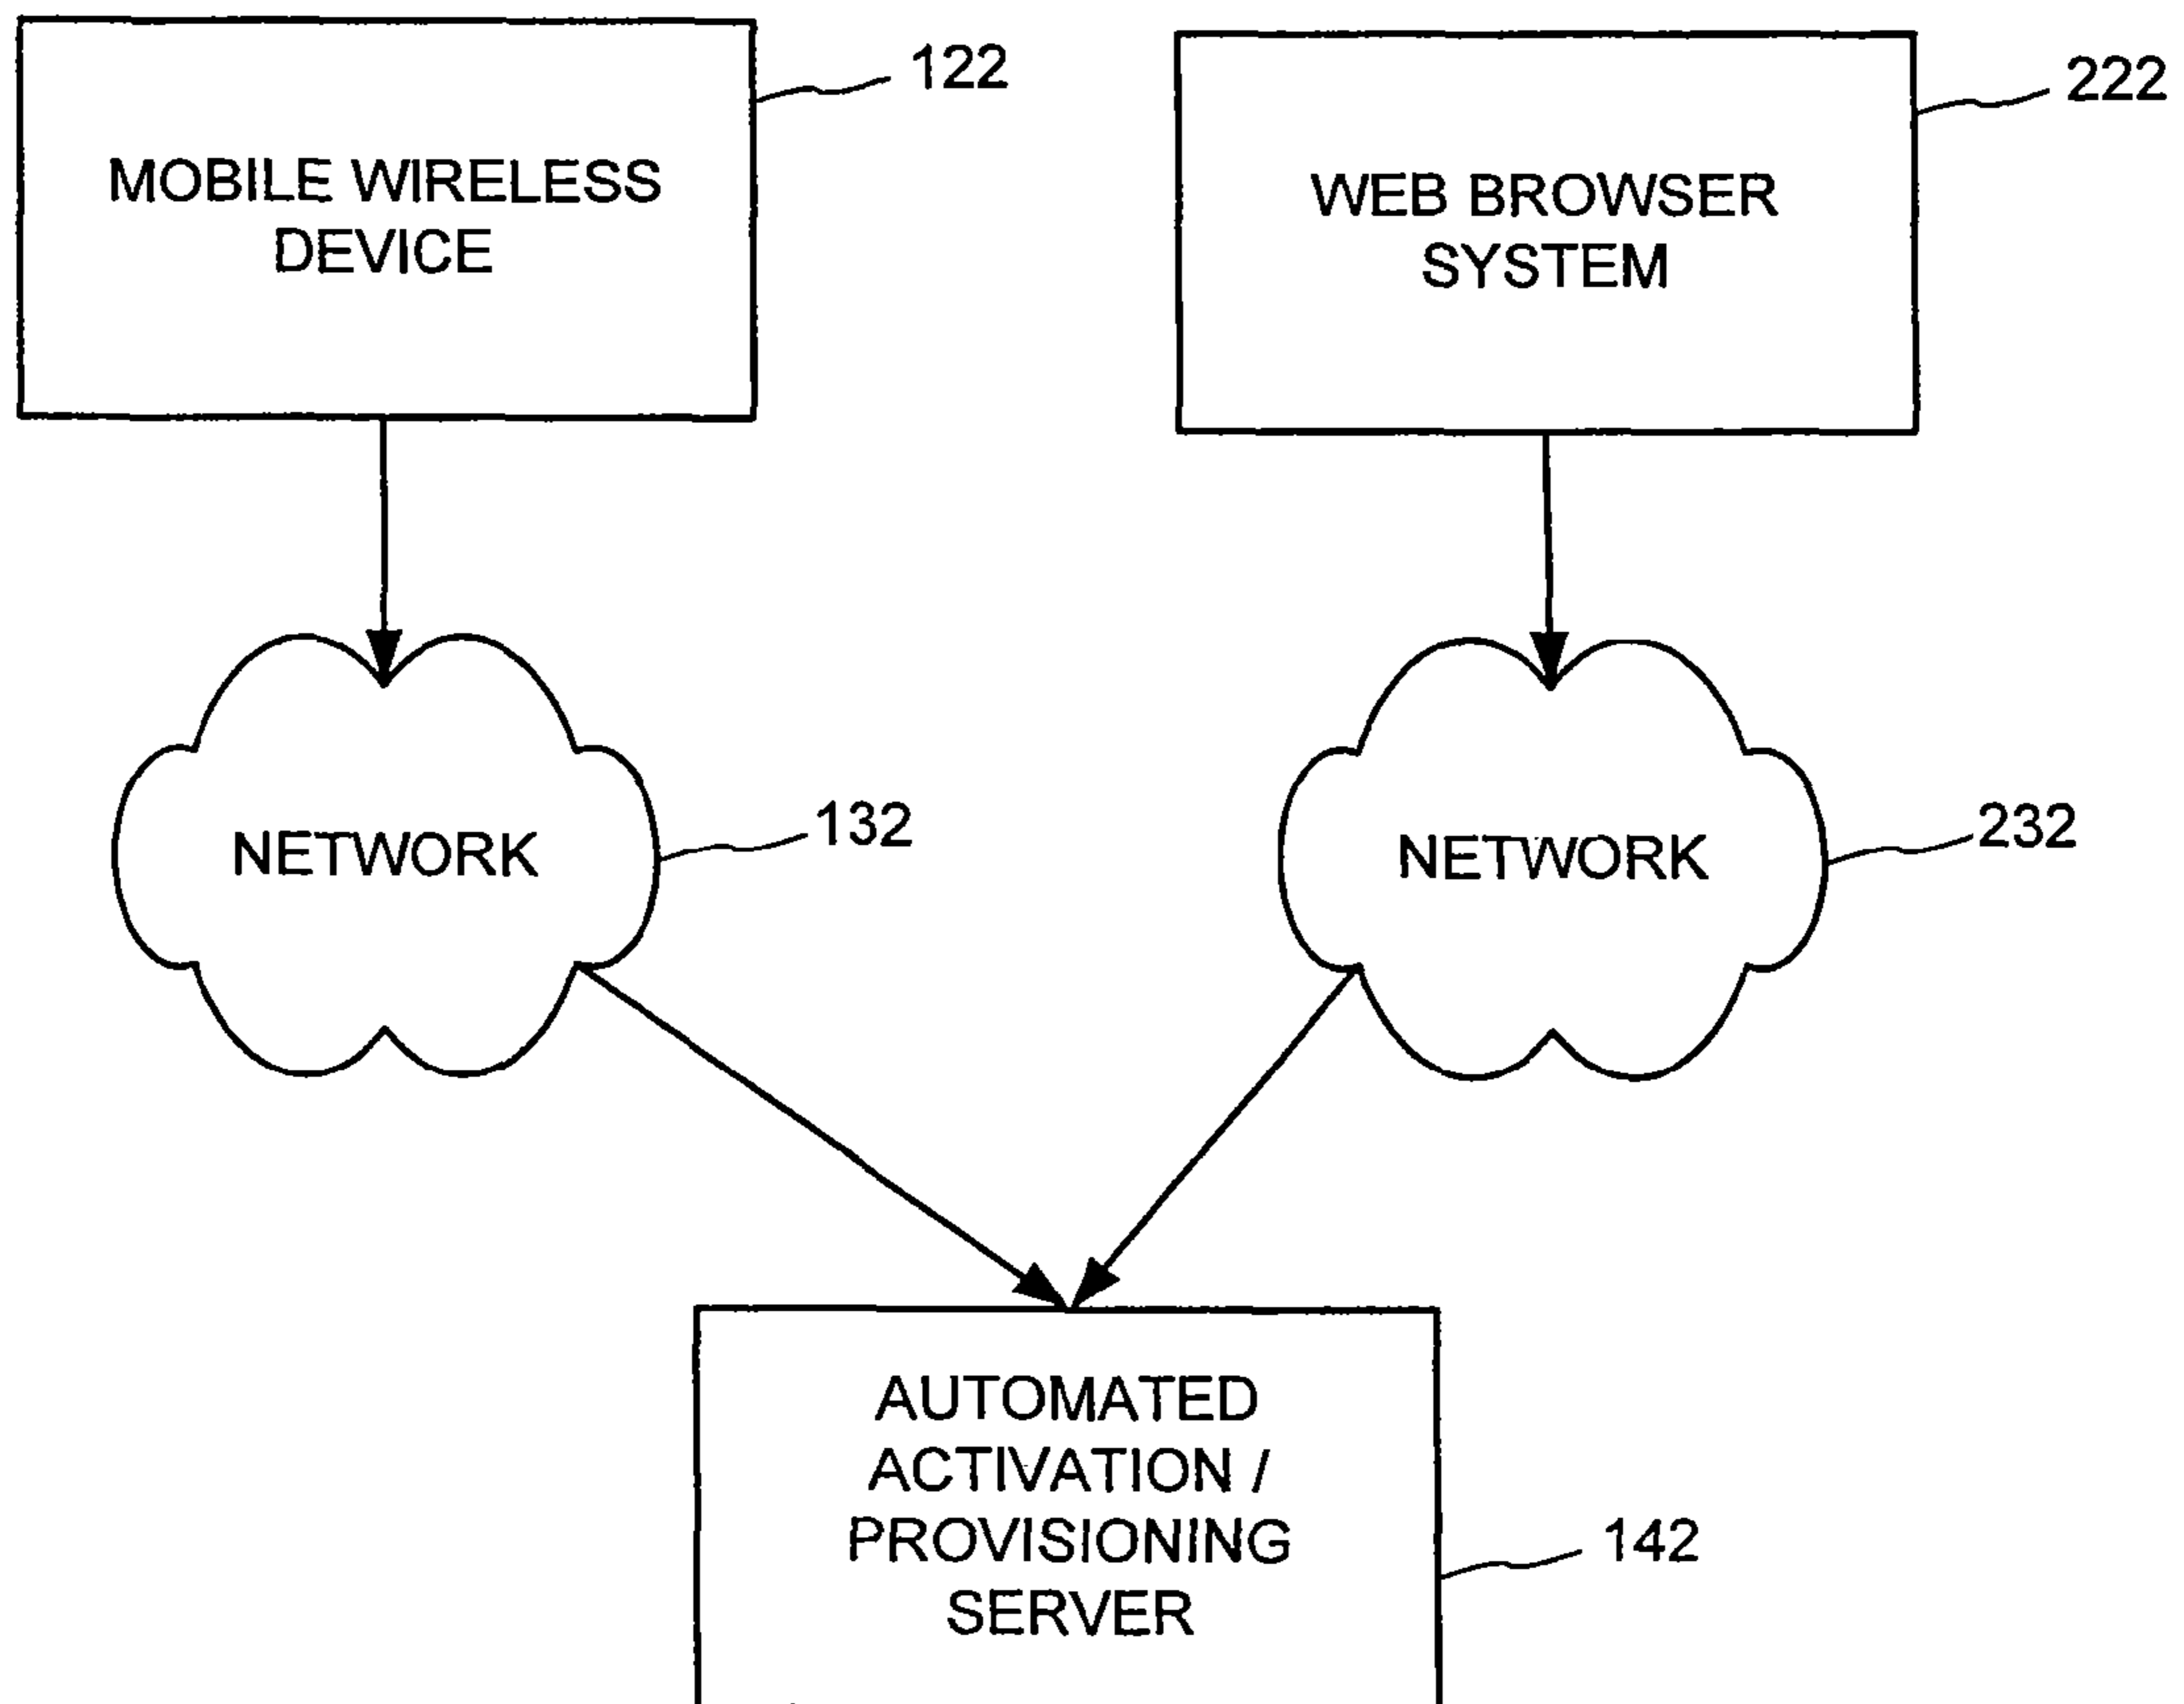 122
222
MOBILE WIRELESS
DEVICE
WEB BROWSER
SYSTEM
NETWORK
132
NETWORK
232
AUTOMATED
ACTIVATION /
PROVISIONING
SERVER
142